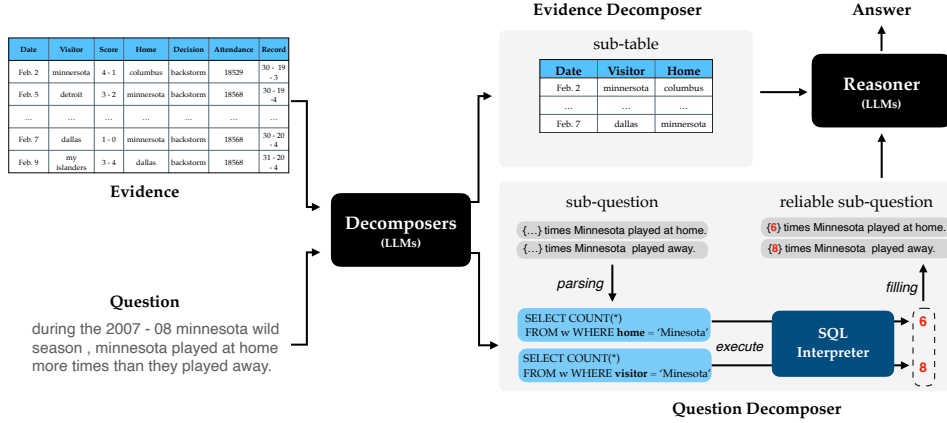 Evidence Decomposer
Answer
Date Visitor Score Home Decision Attendance Record
Feb. 2 minnersota 4 - 1 columbus backstorm 18529 30 - 19 - 3
Feb. 5 detroit 3 - 2 minnersota backstorm 18568 30 - 19 -4
... ... ... ... ... ... ...
Feb. 7 dallas 1 - 0 minnersota backstorm 18568 30 - 20 - 4
Feb. 9 my islanders 3 - 4 dallas backstorm 18568 31 - 20 - 4
Evidence
sub-table
Date Visitor Home
Feb. 2 minnersota columbus
... ... ...
Feb. 7 dallas minnersota
Reasoner
(LLMs)
Decomposers
(LLMs)
Question
during the 2007 - 08 minnesota wild
season , minnesota played at home
more times than they played away.
sub-question
{...} times Minnesota played at home.
{...} times Minnesota played away.
reliable sub-question
{6} times Minnesota played at home.
{8} times Minnesota played away.
parsing
filling
SELECT COUNT(*)
FROM w WHERE home = ‘Minesota’
SELECT COUNT(*)
FROM w WHERE visitor = ‘Minesota’
execute
SQL
Interpreter
6
8
Question Decomposer